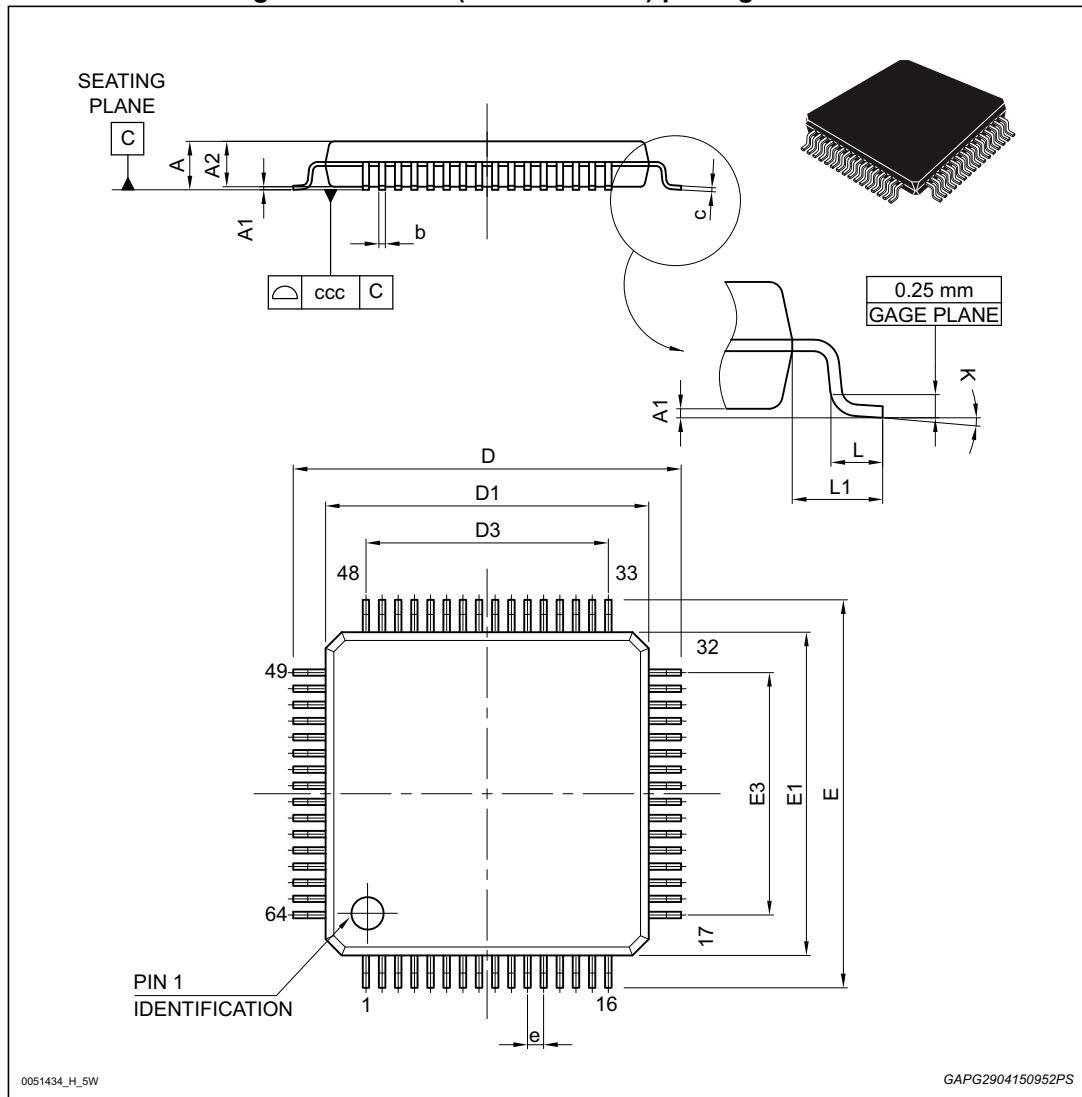 SEATING
PLANE
C
A
A2
A1
b
c
ccc C
0.25 mm
GAGE PLANE
K
A1
L
L1
D
D1
D3
48
33
49
32
E3
E1
E
64
17
PIN 1
IDENTIFICATION
1
16
e
0051434_H_5W
GAPG2904150952PS